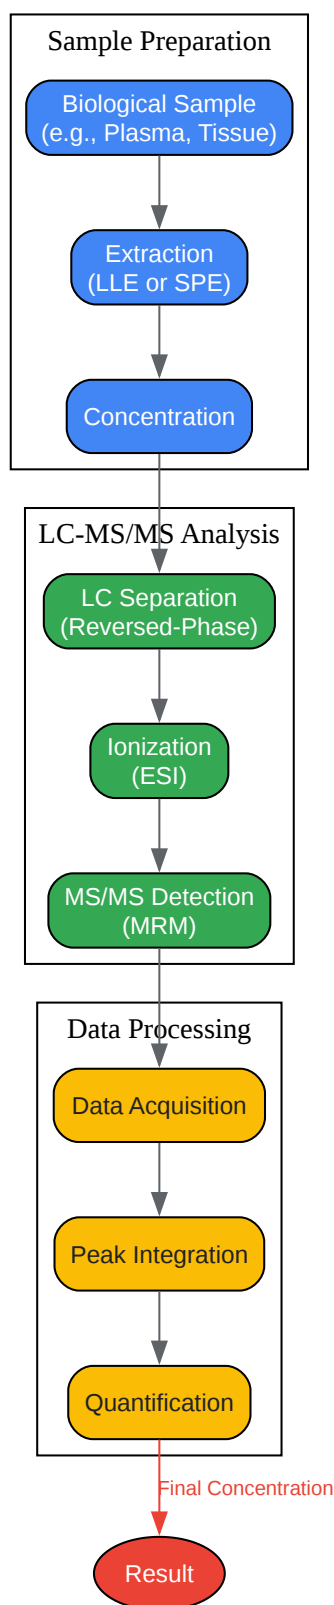 Sample Preparation
Biological Sample
(e.g., Plasma, Tissue)
Extraction
(LLE or SPE)
Concentration
LC-MS/MS Analysis
LC Separation
(Reversed-Phase)
Ionization
(ESI)
MS/MS Detection
(MRM)
Data Processing
Data Acquisition
Peak Integration
Quantification
Final Concentration
Result